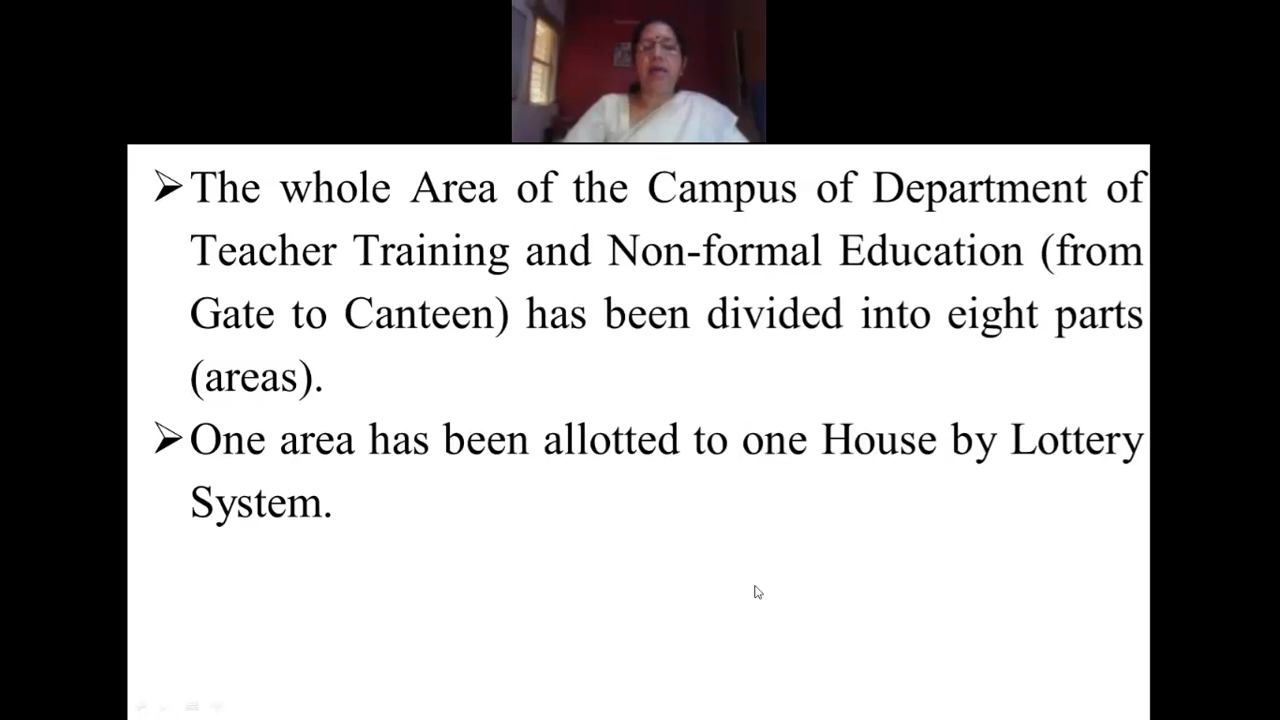 ➢The whole Area of the Campus of Department of
Teacher Training and Non-formal Education (from
Gate to Canteen) has been divided into eight parts
(areas).
➢One area has been allotted to one House by Lottery
System.